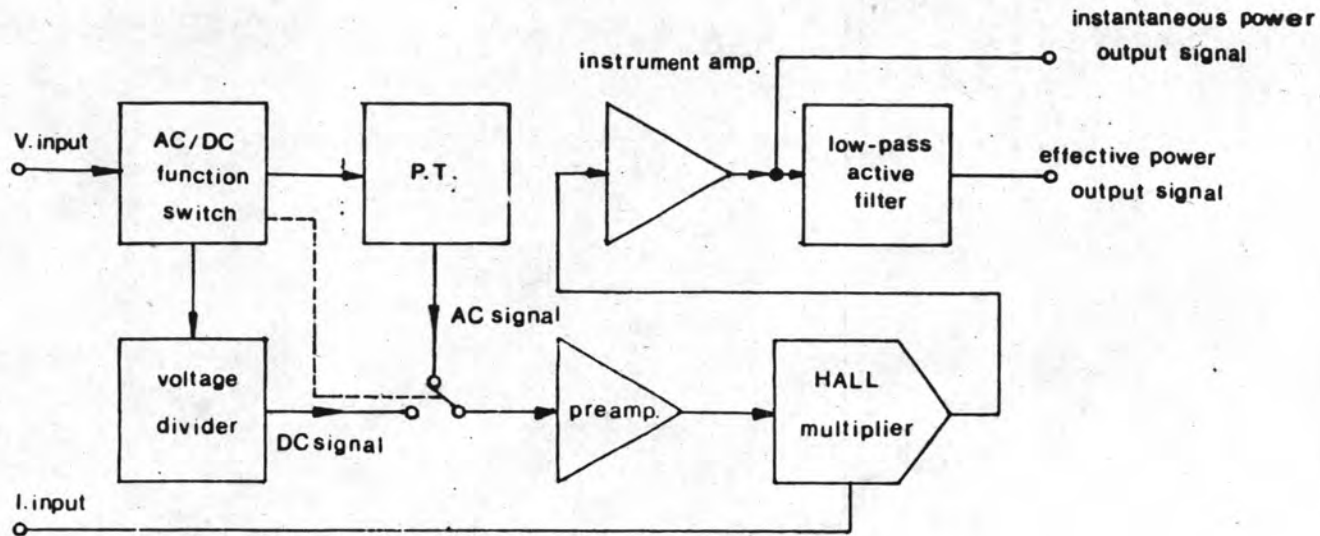 instantaneous power
output signal
instrument amp.
V. input
AC/DC
function
switch
P.T.
low-pass
active
filter
effective power
output signal
AC signal
voltage
divider
DC signal
preamp.
HALL
multiplier
I. input